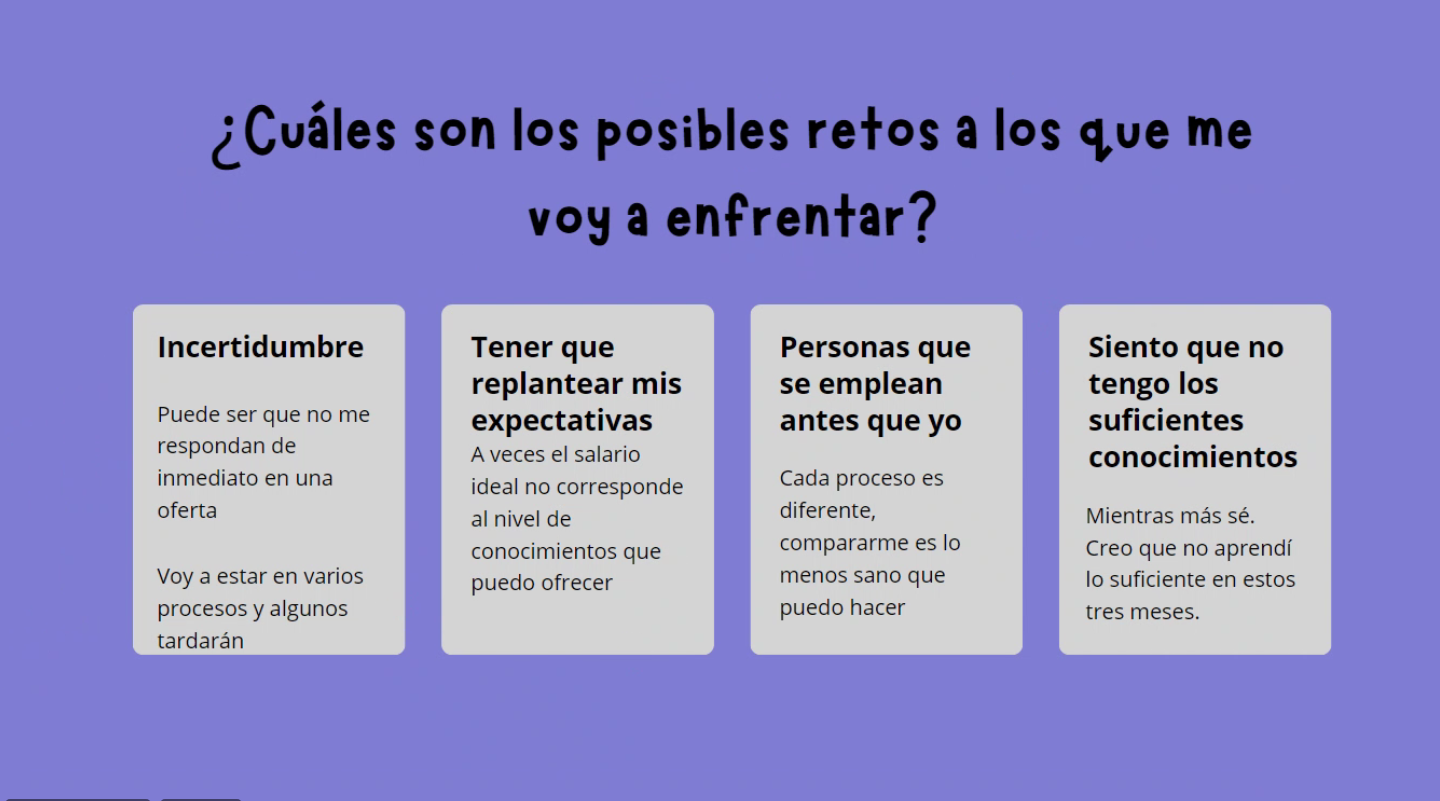 ¿Cuáles son los posibles retos a los que me
voy a enfrentar?
Incertidumbre
Puede ser que no me
respondan de
inmediato en una
oferta
Voy a estar en varios
procesos y algunos
tardarán
Tener que
replantear mis
expectativas
A veces el salario
ideal no corresponde
al nivel de
conocimientos que
puedo ofrecer
Personas que
se emplean
antes que yo
Cada proceso es
diferente,
compararme es lo
menos sano que
puedo hacer
Siento que no
tengo los
suficientes
conocimientos
Mientras más sé.
Creo que no aprendí
lo suficiente en estos
tres meses.